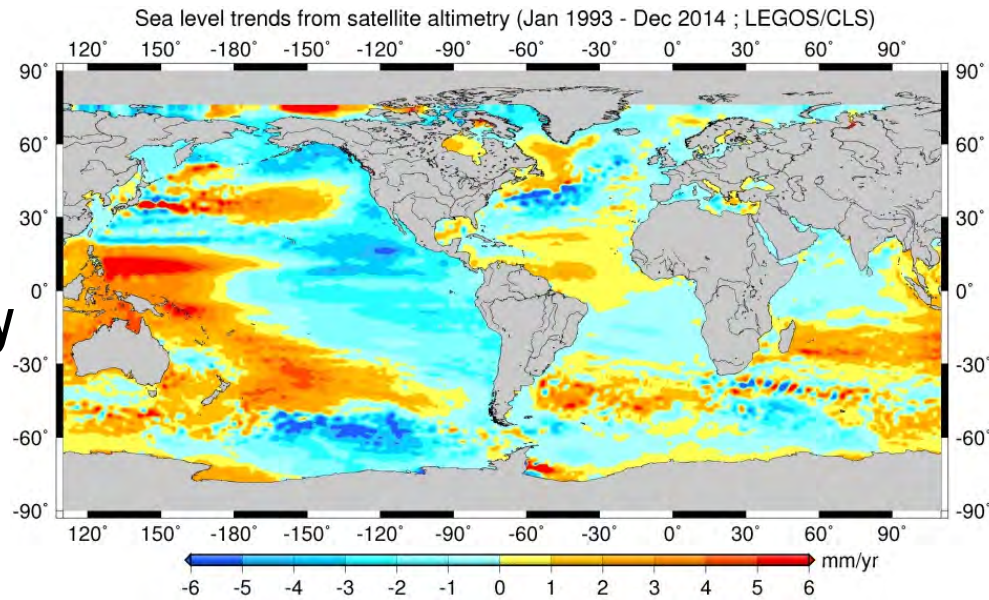 Sea level trends from satellite altimetry (Jan 1993 - Dec 2014 ; LEGOS/CLS)
120˚ 150˚ -180˚ -150˚ -120˚ -90˚ -60˚ -30˚ 0˚ 30˚ 60˚ 90˚
90˚ 90˚
60˚ 60˚
30˚ 30˚
0˚ 0˚
y
-30˚ -30˚
-60˚ -60˚
-90˚ -90˚
120˚ 150˚ -180˚ -150˚ -120˚ -90˚ -60˚ -30˚ 0˚ 30˚ 60˚ 90˚
mm/yr
-6 -5 -4 -3 -2 -1 0 1 2 3 4 5 6